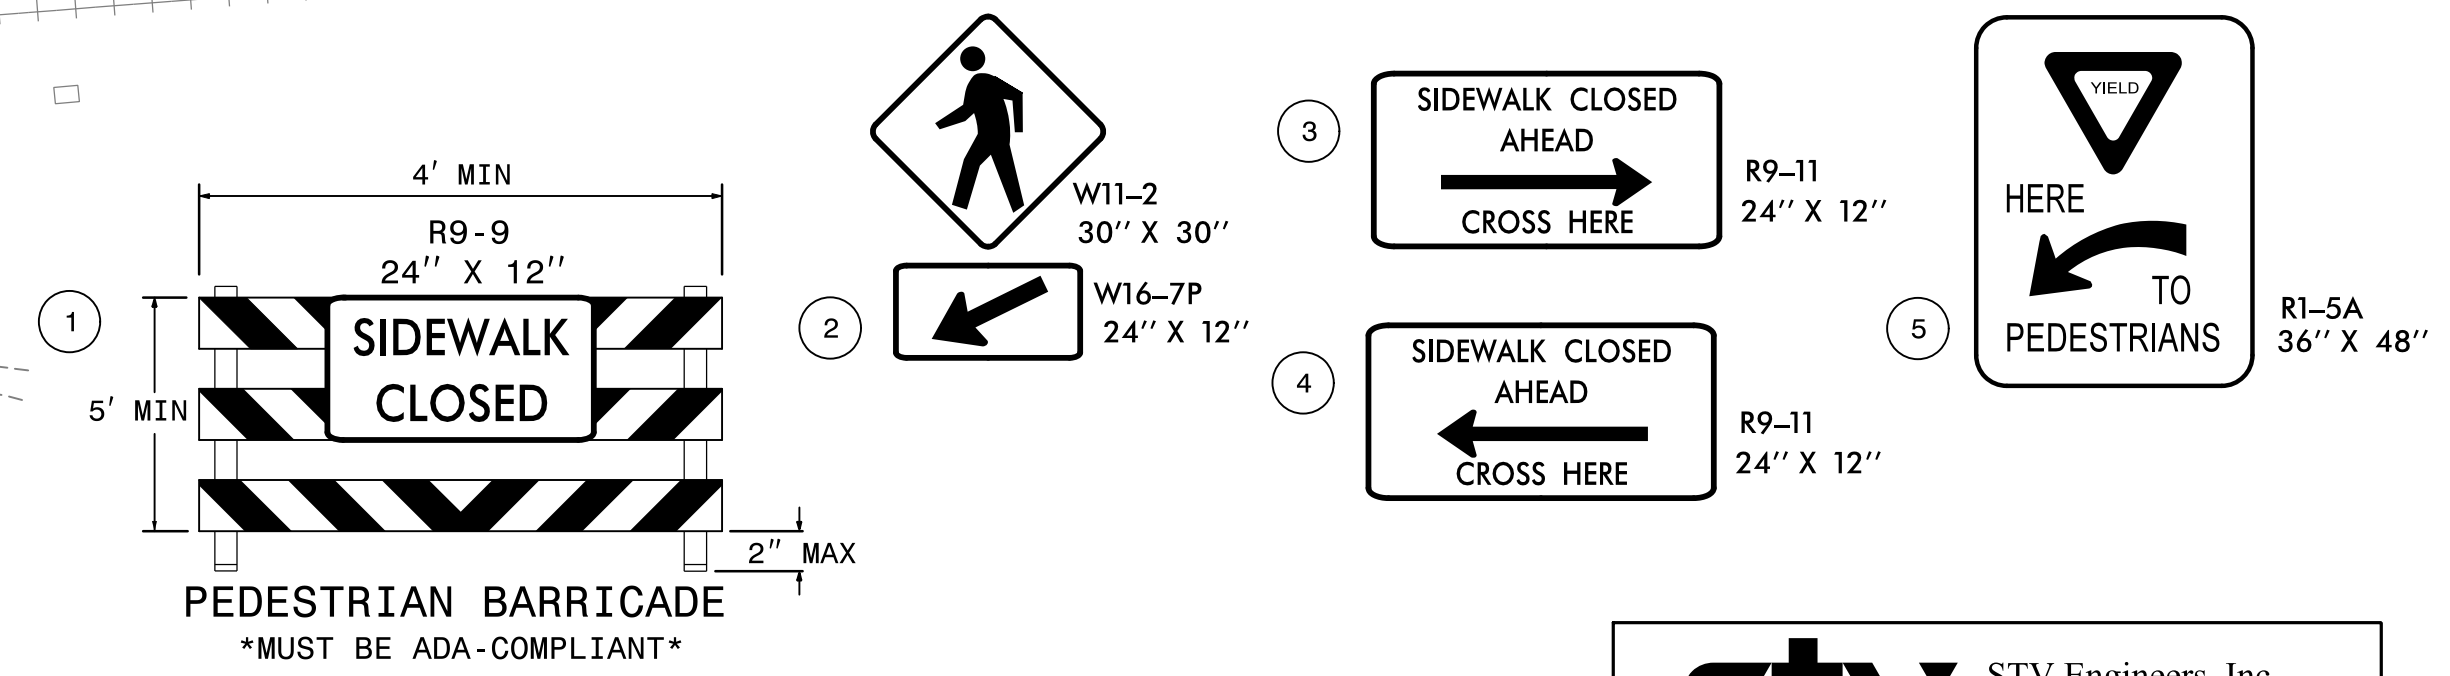 1
4' MIN
R9-9
24'' X 12''
SIDEWALK
CLOSED
5' MIN
2'' MAX
PEDESTRIAN BARRICADE
*MUST BE ADA-COMPLIANT*
2
W11–2
30'' X 30''
W16–7P
24'' X 12''
3
SIDEWALK CLOSED
AHEAD
CROSS HERE
R9–11
24'' X 12''
4
SIDEWALK CLOSED
AHEAD
CROSS HERE
R9–11
24'' X 12''
5
YIELD
HERE
TO
PEDESTRIANS
R1–5A
36'' X 48''
STV Engineers, Inc